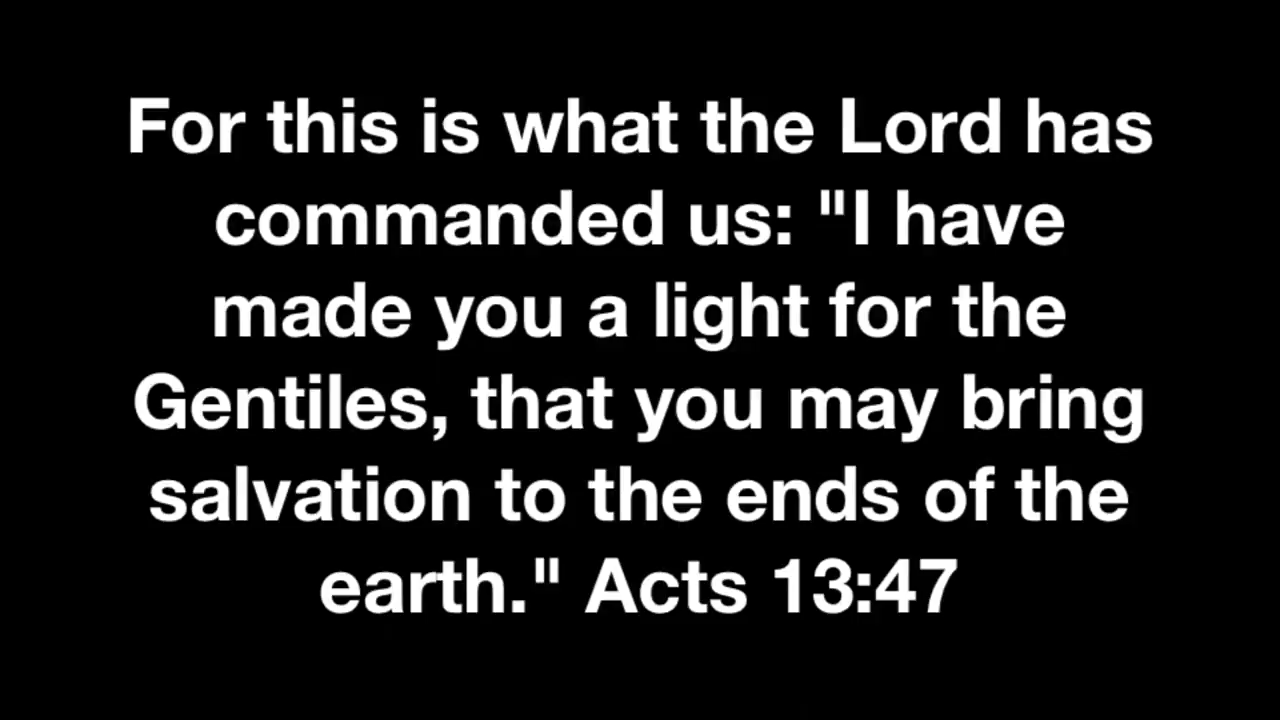 For this is what the Lord has
commanded us: "I have
made you a light for the
Gentiles, that you may bring
salvation to the ends of the
earth." Acts 13:47